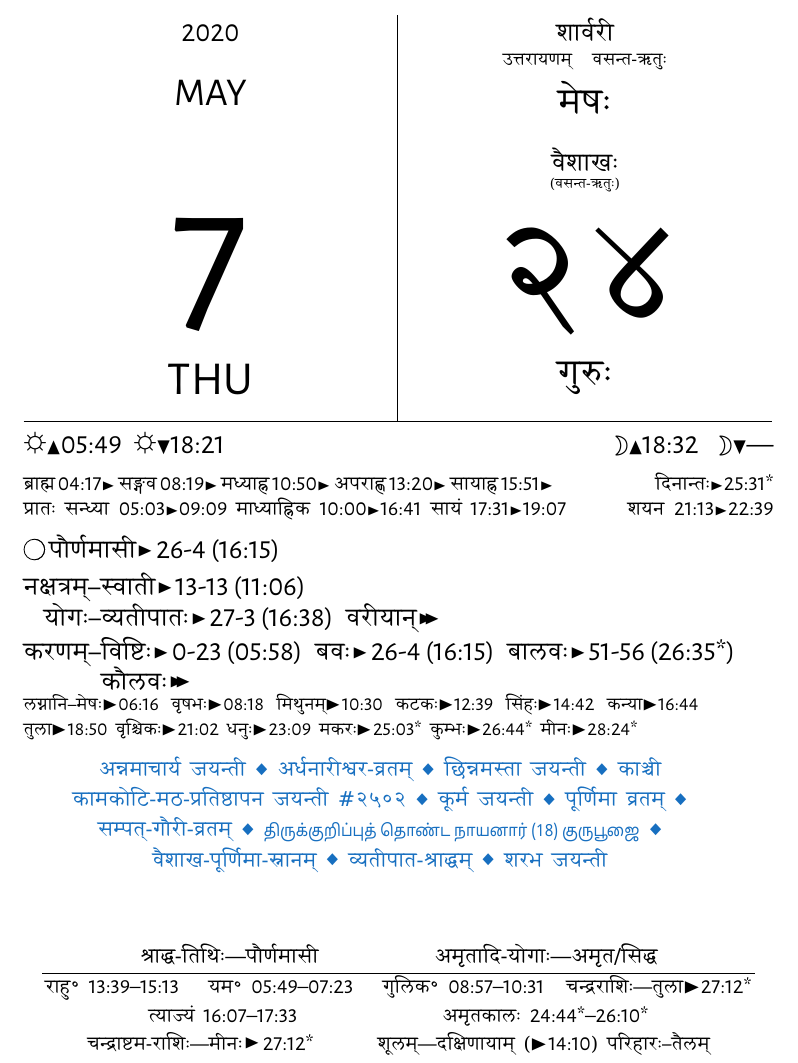 2020
MAY
7
THU
शार्वरी
उत्तरायणम् वसन्त-ऋतुः
मेषः
वैशाखः
(वसन्त-ऋतुः)
२४
गुरुः
☼▲05:49 ☼▼18:21 ☽▲18:32 ☽▼—
ब्राह्म 04:17► सङ्गव 08:19► मध्याह्न 10:50► अपराह्ण 13:20► सायाह्न 15:51► दिनान्तः►25:31*
प्रातः सन्ध्या 05:03►09:09 माध्याह्निक 10:00►16:41 सायं 17:31►19:07 शयन 21:13►22:39
◯ पौर्णमासी► 26-4 (16:15)
नक्षत्रम्–स्वाती► 13-13 (11:06)
योगः–व्यतीपातः► 27-3 (16:38) वरीयान्►►
करणम्–विष्टिः► 0-23 (05:58) बवः► 26-4 (16:15) बालवः► 51-56 (26:35*)
कौलवः►►
लग्नानि–मेषः►06:16 वृषभः►08:18 मिथुनम्►10:30 कटकः►12:39 सिंहः►14:42 कन्या►16:44
तुला►18:50 वृश्चिकः►21:02 धनुः►23:09 मकरः►25:03* कुम्भः►26:44* मीनः►28:24*
अन्नमाचार्य जयन्ती ◆ अर्धनारीश्वर-व्रतम् ◆ छिन्नमस्ता जयन्ती ◆ काञ्ची
कामकोटि-मठ-प्रतिष्ठापन जयन्ती #२५०२ ◆ कूर्म जयन्ती ◆ पूर्णिमा व्रतम् ◆
सम्पत्-गौरी-व्रतम् ◆ திருக்குறிப்புத் தொண்ட நாயனார் (18) குருபூஜை ◆
वैशाख-पूर्णिमा-स्नानम् ◆ व्यतीपात-श्राद्धम् ◆ शरभ जयन्ती
श्राद्ध-तिथिः—पौर्णमासी अमृतादि-योगाः—अमृत/सिद्ध
राहु° 13:39–15:13 यम° 05:49–07:23 गुलिक° 08:57–10:31 चन्द्रराशिः—तुला►27:12*
त्याज्यं 16:07–17:33 अमृतकालः 24:44*–26:10*
चन्द्राष्टम-राशिः—मीनः► 27:12* शूलम्—दक्षिणायाम् (►14:10) परिहारः–तैलम्